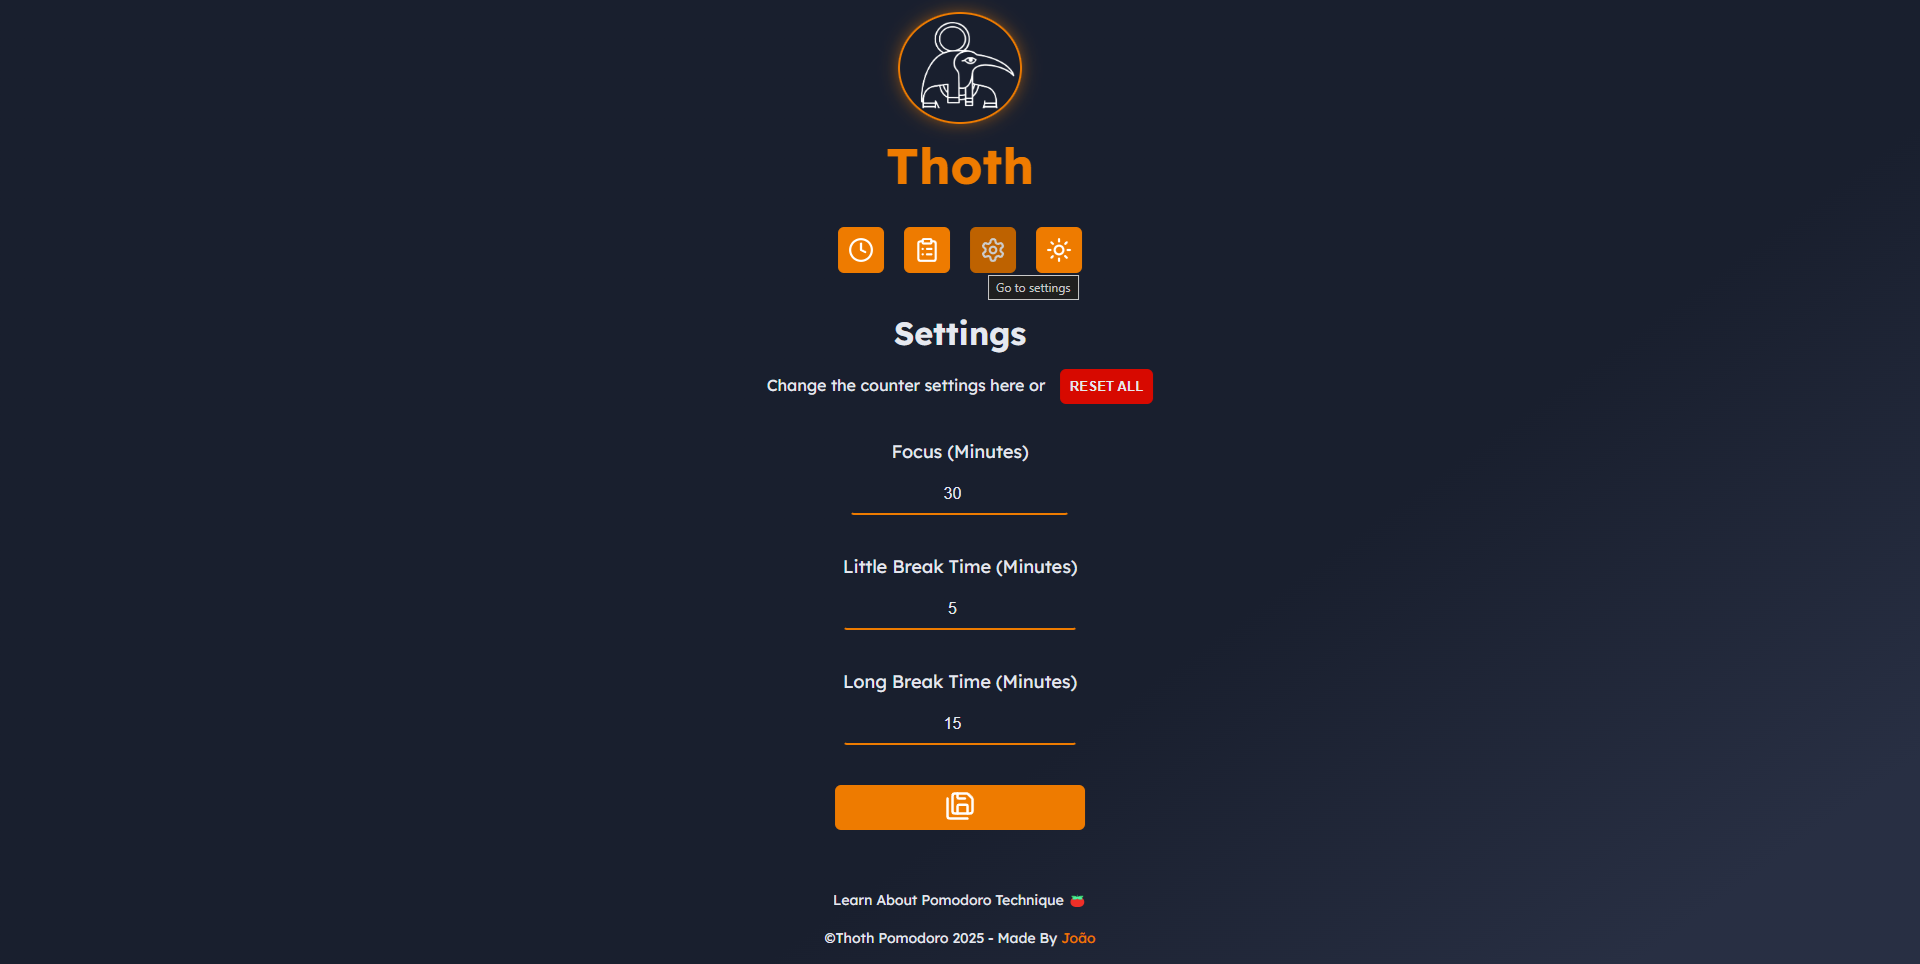 Thoth
Go to settings
Settings
Change the counter settings here or RESET ALL
Focus (Minutes)
30
Little Break Time (Minutes)
5
Long Break Time (Minutes)
15
Learn About Pomodoro Technique 🍅
©Thoth Pomodoro 2025 - Made By João